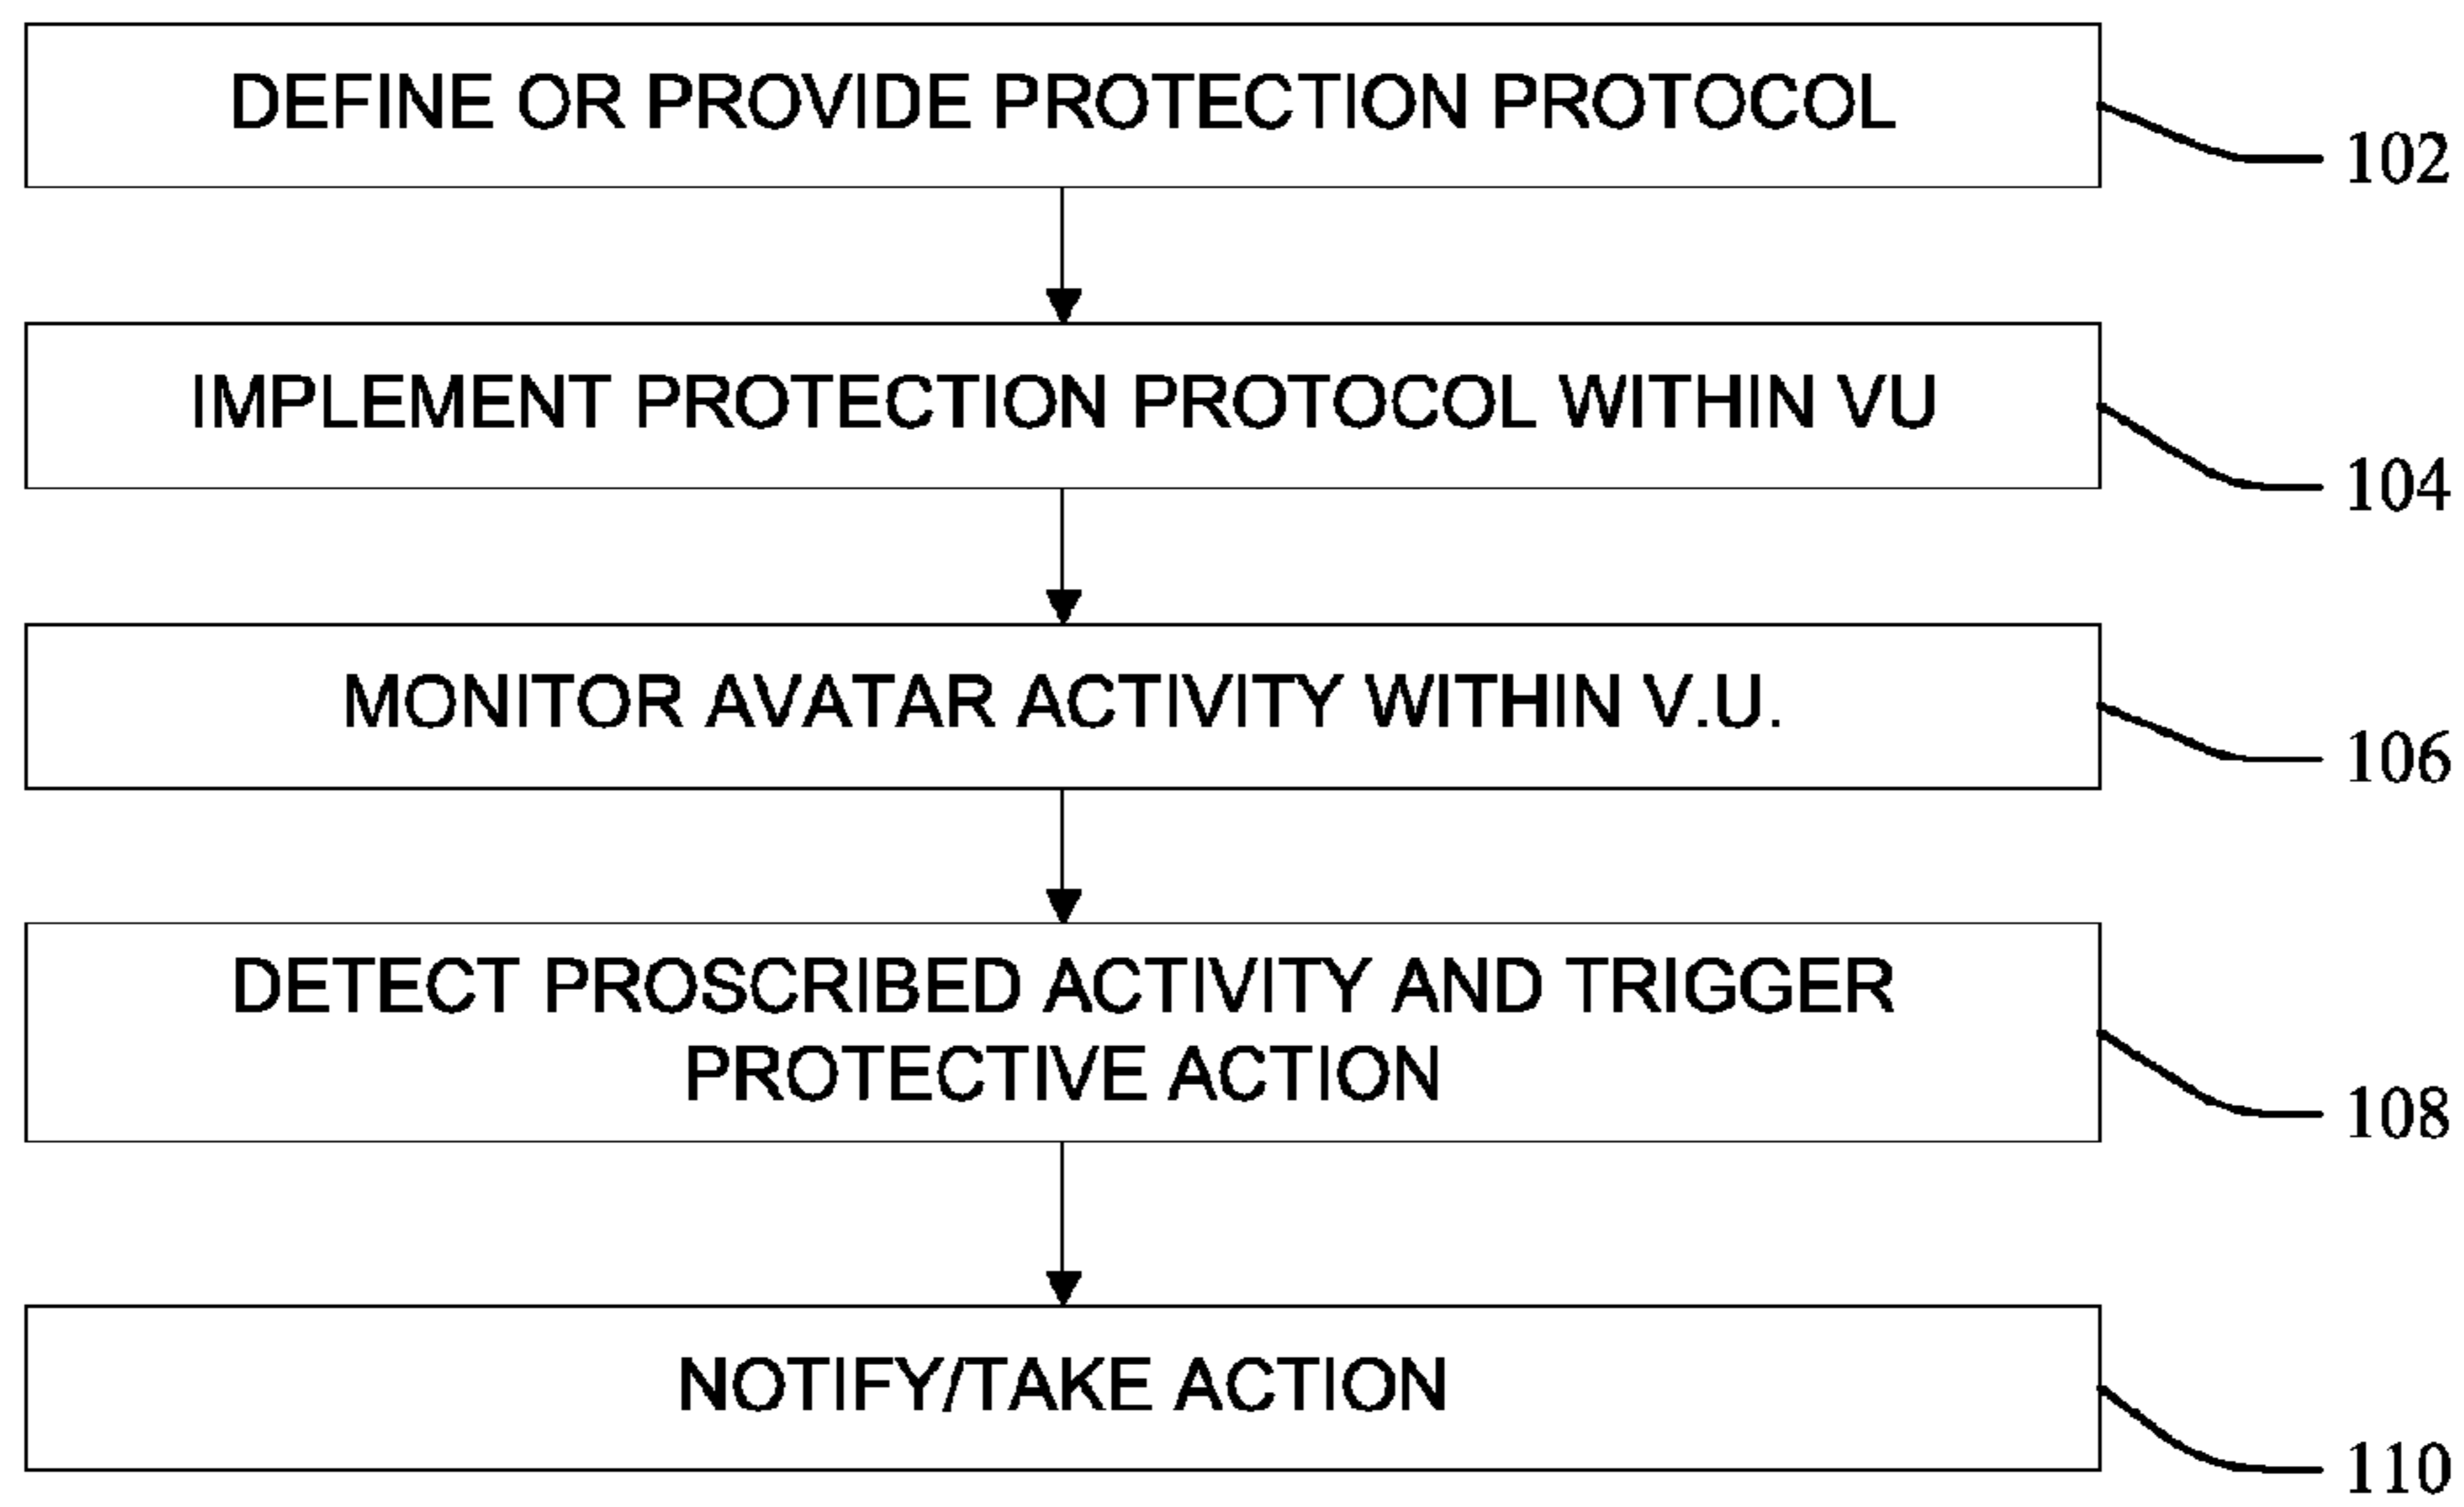 DEFINE OR PROVIDE PROTECTION PROTOCOL
102
IMPLEMENT PROTECTION PROTOCOL WITHIN VU
104
MONITOR AVATAR ACTIVITY WITHIN V.U.
106
DETECT PROSCRIBED ACTIVITY AND TRIGGER
PROTECTIVE ACTION
108
NOTIFY/TAKE ACTION
110